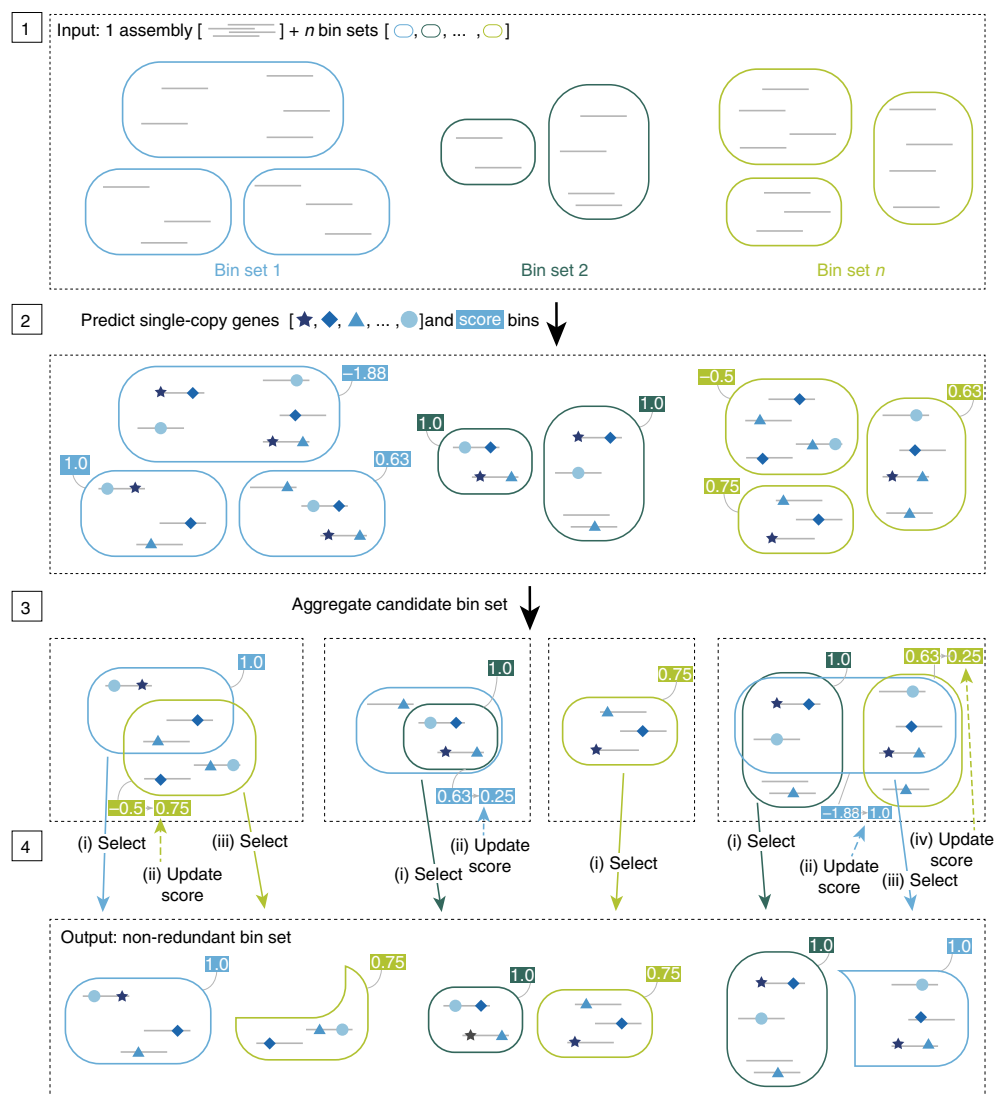 1
Input: 1 assembly [ ] + n bin sets [ , , ... , ]
Bin set 1
Bin set 2
Bin set n
2
Predict single-copy genes [ , , , ... , ] and score bins
–1.88
1.0
0.63
1.0
1.0
–0.5
0.63
0.75
3
Aggregate candidate bin set
1.0
–0.5 0.75
1.0
0.63 0.25
0.75
1.0
0.63 0.25
–1.88 1.0
4
(i) Select
(ii) Update score
(iii) Select
(i) Select
(ii) Update score
(i) Select
(i) Select
(ii) Update score
(iii) Select
(iv) Update score
Output: non-redundant bin set
1.0
0.75
1.0
0.75
1.0
1.0